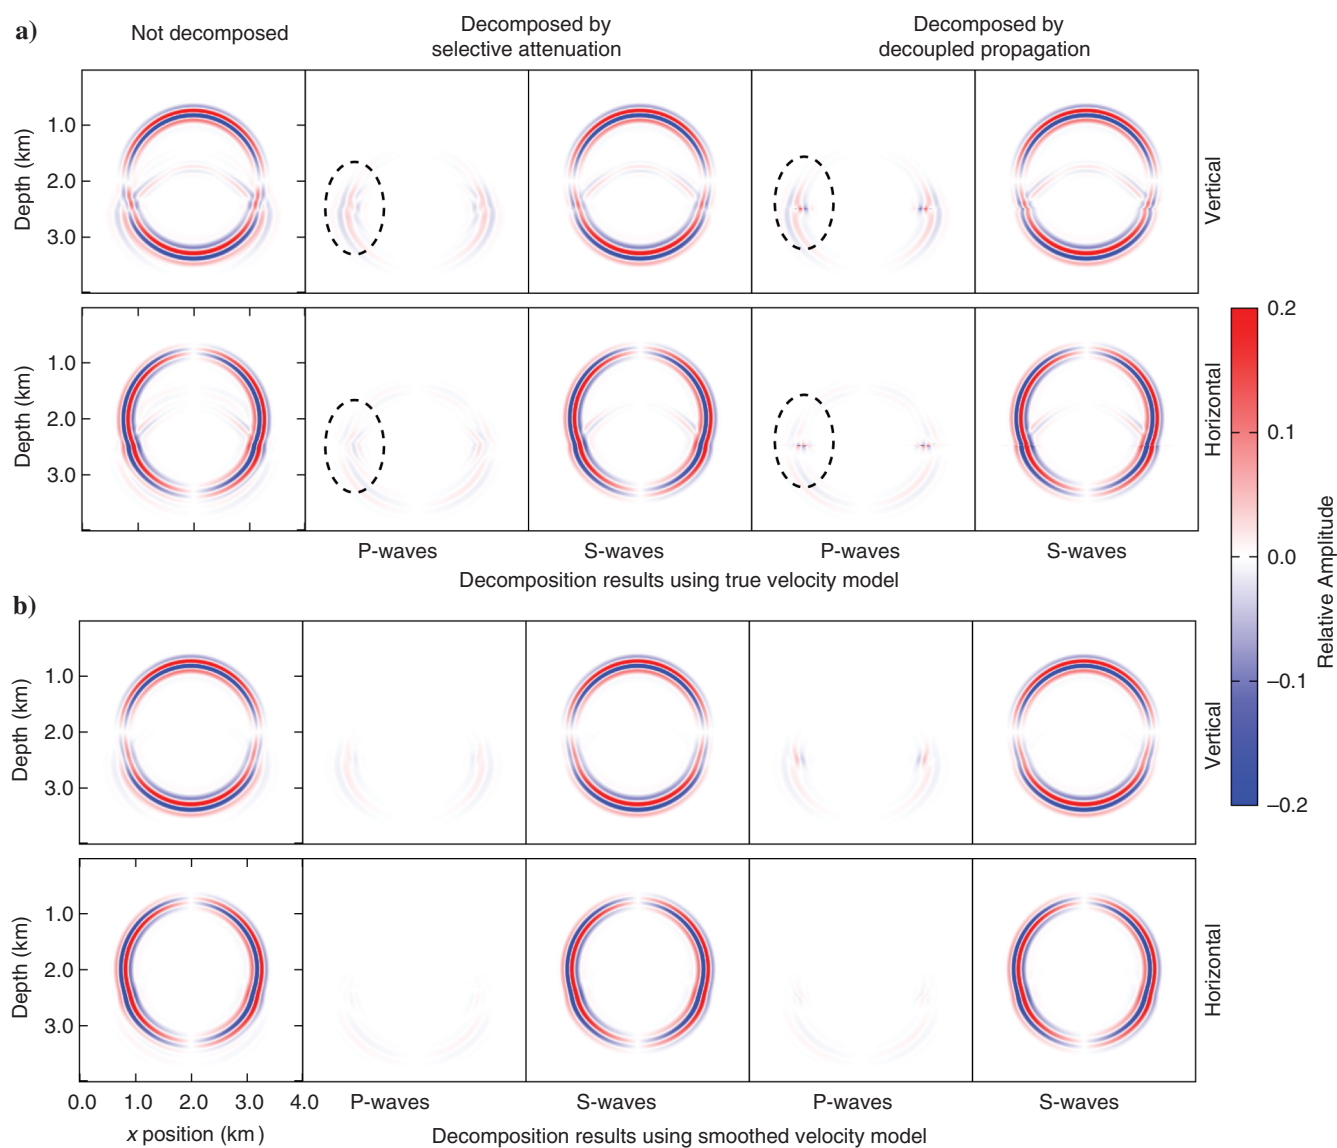 a)
Not decomposed
Decomposed by
selective attenuation
Decomposed by
decoupled propagation
Depth (km)
1.0
2.0
3.0
Vertical
Depth (km)
1.0
2.0
3.0
Horizontal
P-waves
S-waves
P-waves
S-waves
Decomposition results using true velocity model
0.2
0.1
0.0
−0.1
−0.2
Relative Amplitude
b)
Depth (km)
1.0
2.0
3.0
Vertical
Depth (km)
1.0
2.0
3.0
Horizontal
0.0 1.0 2.0 3.0 4.0
P-waves
S-waves
P-waves
S-waves
x position (km)
Decomposition results using smoothed velocity model